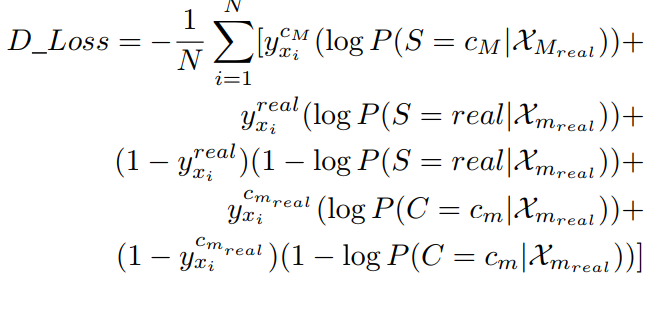 D_Loss = -\frac{1}{N} \sum_{i=1}^{N} [y_{x_i}^{c_M} (\log P(S = c_M | \mathcal{X}_{M_{real}})) +
y_{x_i}^{real} (\log P(S = real | \mathcal{X}_{m_{real}})) +
(1 - y_{x_i}^{real})(1 - \log P(S = real | \mathcal{X}_{m_{real}})) +
y_{x_i}^{c_{m_{real}}} (\log P(C = c_m | \mathcal{X}_{m_{real}})) +
(1 - y_{x_i}^{c_{m_{real}}})(1 - \log P(C = c_m | \mathcal{X}_{m_{real}}))]